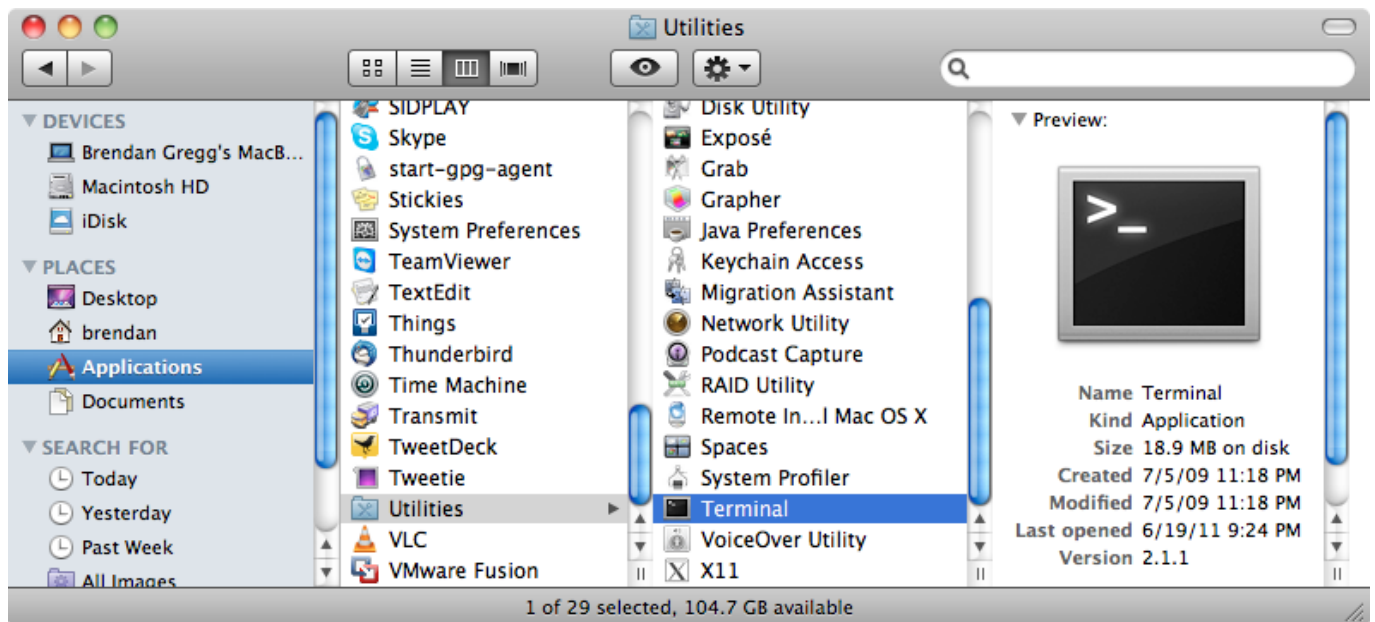 Utilities
DEVICES
Brendan Gregg's MacB...
Macintosh HD
iDisk
PLACES
Desktop
brendan
Applications
Documents
SEARCH FOR
Today
Yesterday
Past Week
All Images
SIDPLAY
Skype
start-gpg-agent
Stickies
System Preferences
TeamViewer
TextEdit
Things
Thunderbird
Time Machine
Transmit
TweetDeck
Tweetie
Utilities
VLC
VMware Fusion
Disk Utility
Exposé
Grab
Grapher
Java Preferences
Keychain Access
Migration Assistant
Network Utility
Podcast Capture
RAID Utility
Remote In...l Mac OS X
Spaces
System Profiler
Terminal
VoiceOver Utility
X11
Preview:
>_
Name Terminal
Kind Application
Size 18.9 MB on disk
Created 7/5/09 11:18 PM
Modified 7/5/09 11:18 PM
Last opened 6/19/11 9:24 PM
Version 2.1.1
1 of 29 selected, 104.7 GB available